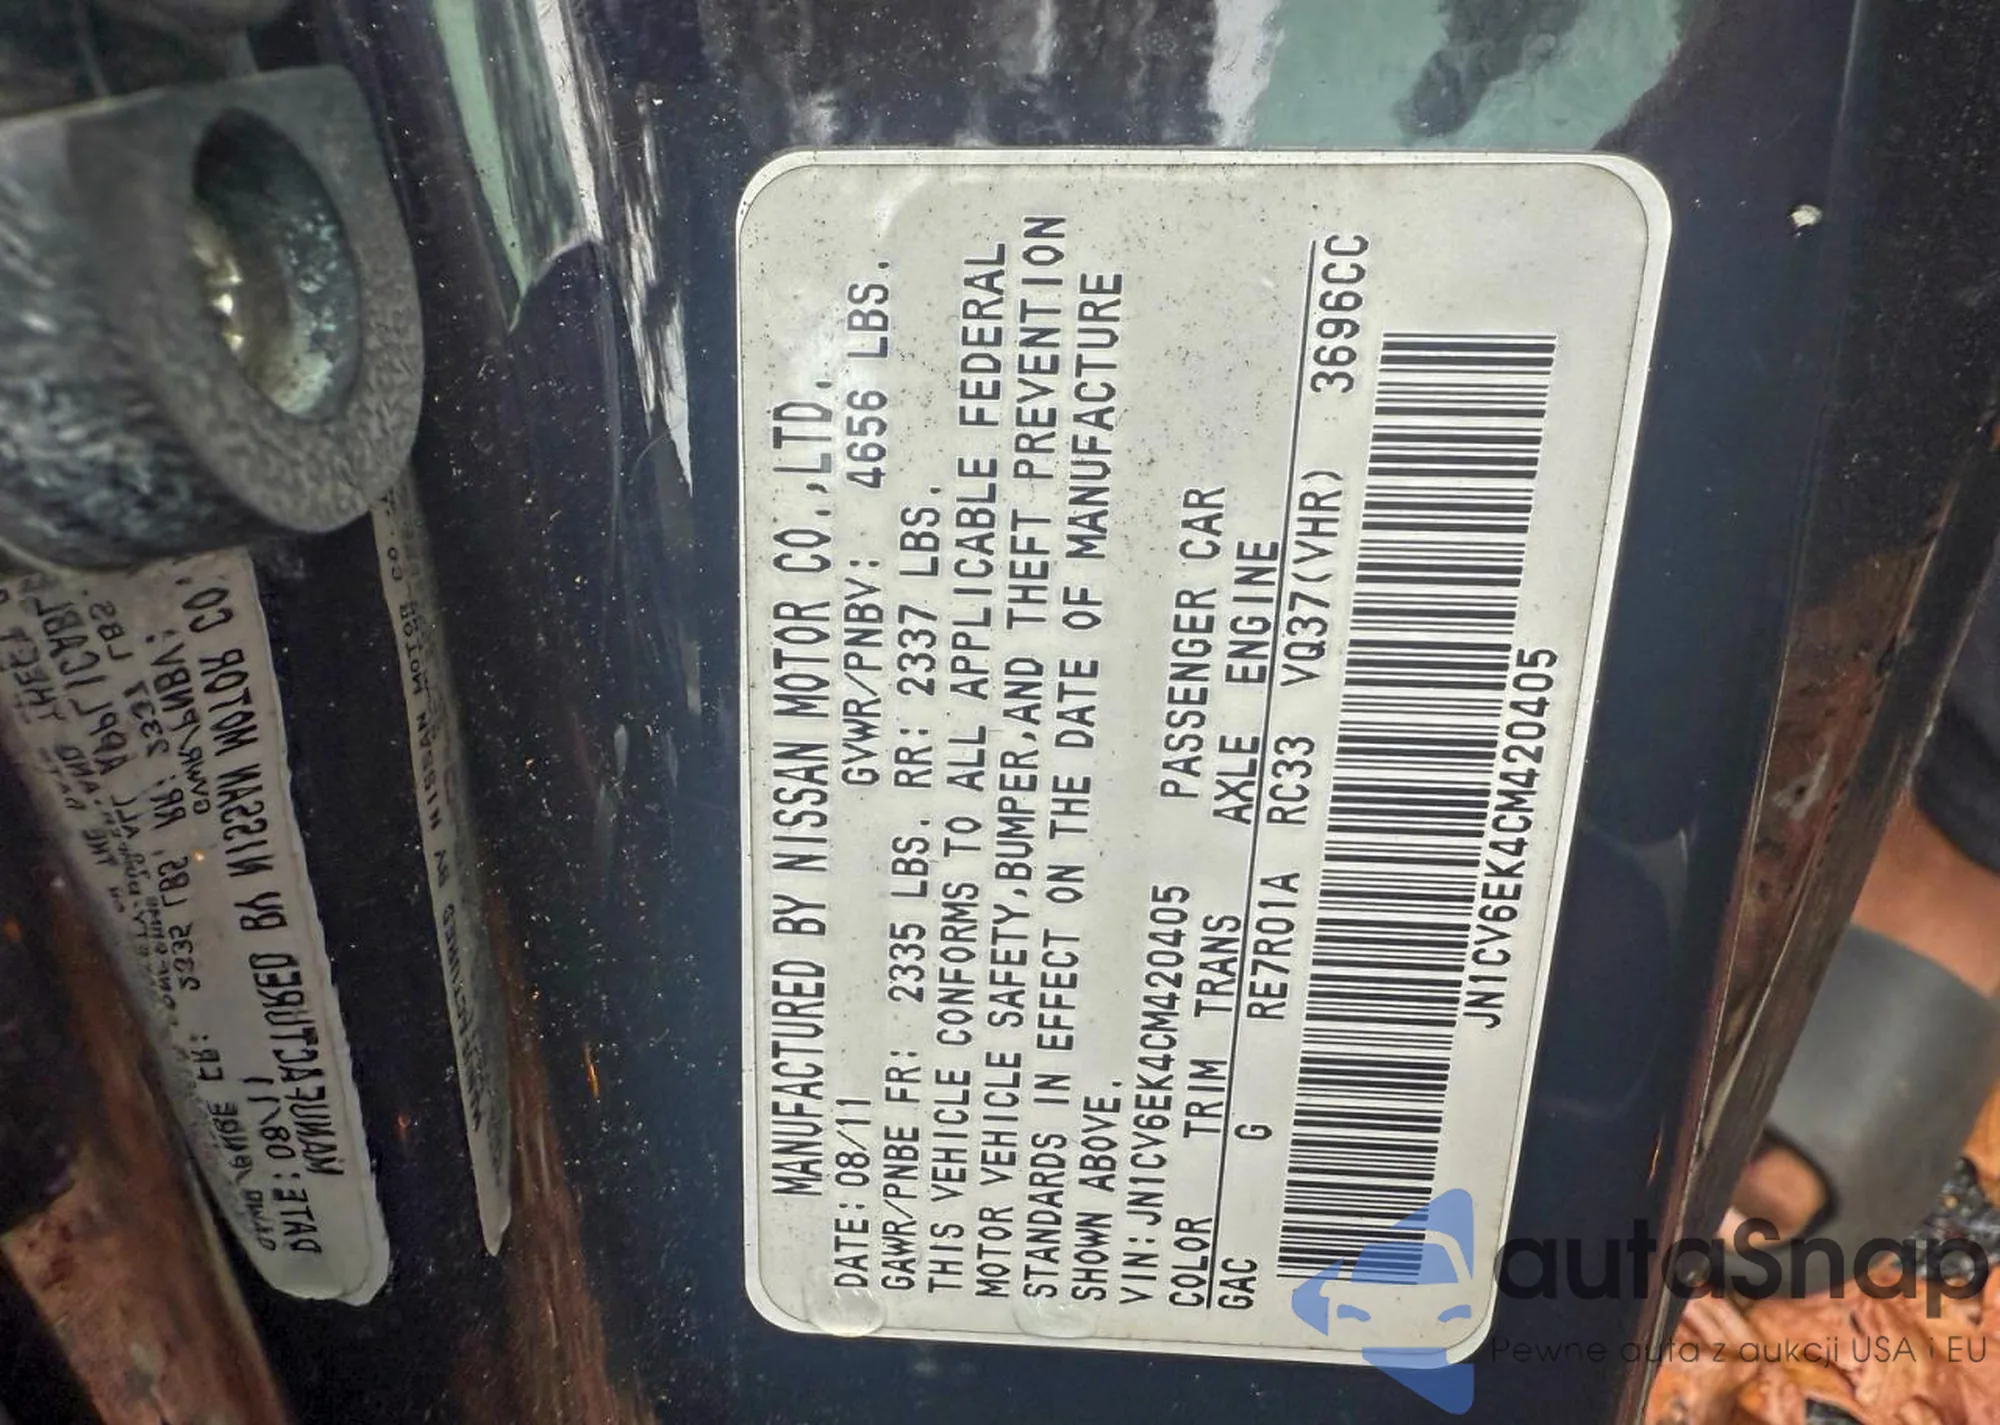 MANUFACTURED BY NISSAN MOTOR CO.,LTD.
DATE:08/11 GVWR/PNBV: 4656 LBS.
GAWR/PNBE FR: 2335 LBS. RR: 2337 LBS.
THIS VEHICLE CONFORMS TO ALL APPLICABLE FEDERAL
MOTOR VEHICLE SAFETY,BUMPER,AND THEFT PREVENTION
STANDARDS IN EFFECT ON THE DATE OF MANUFACTURE
SHOWN ABOVE.
VIN:JN1CV6EK4CM420405 PASSENGER CAR
COLOR TRIM TRANS AXLE ENGINE
GAC G RE7R01A RC33 VQ37(VHR) 3696CC
JN1CV6EK4CM420405
autaSnap
Pewne auta z aukcji USA i EU